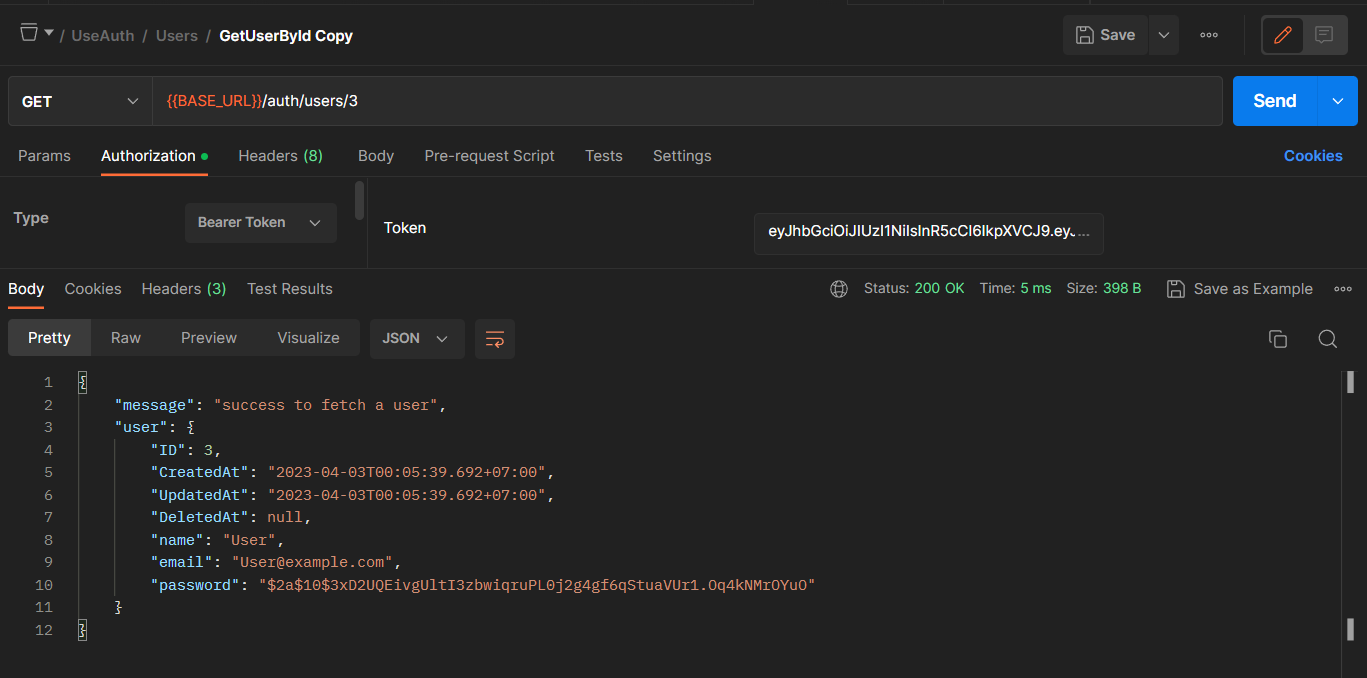 / UseAuth / Users / GetUserById Copy
Save
GET
{{BASE_URL}}/auth/users/3
Send
Params Authorization Headers (8) Body Pre-request Script Tests Settings Cookies
Type
Bearer Token
Token
eyJhbGciOiJIUzI1NiIsInR5cCI6IkpXVCJ9.eyJ...
Body Cookies Headers (3) Test Results
Status: 200 OK Time: 5 ms Size: 398 B Save as Example
Pretty Raw Preview Visualize JSON
1 {
2 "message": "success to fetch a user",
3 "user": {
4 "ID": 3,
5 "CreatedAt": "2023-04-03T00:05:39.692+07:00",
6 "UpdatedAt": "2023-04-03T00:05:39.692+07:00",
7 "DeletedAt": null,
8 "name": "User",
9 "email": "User@example.com",
10 "password": "$2a$10$3xD2UQEivgUltI3zbwiqruPL0j2g4gf6qStuaVUr1.Oq4kNMrOYuO"
11 }
12 }